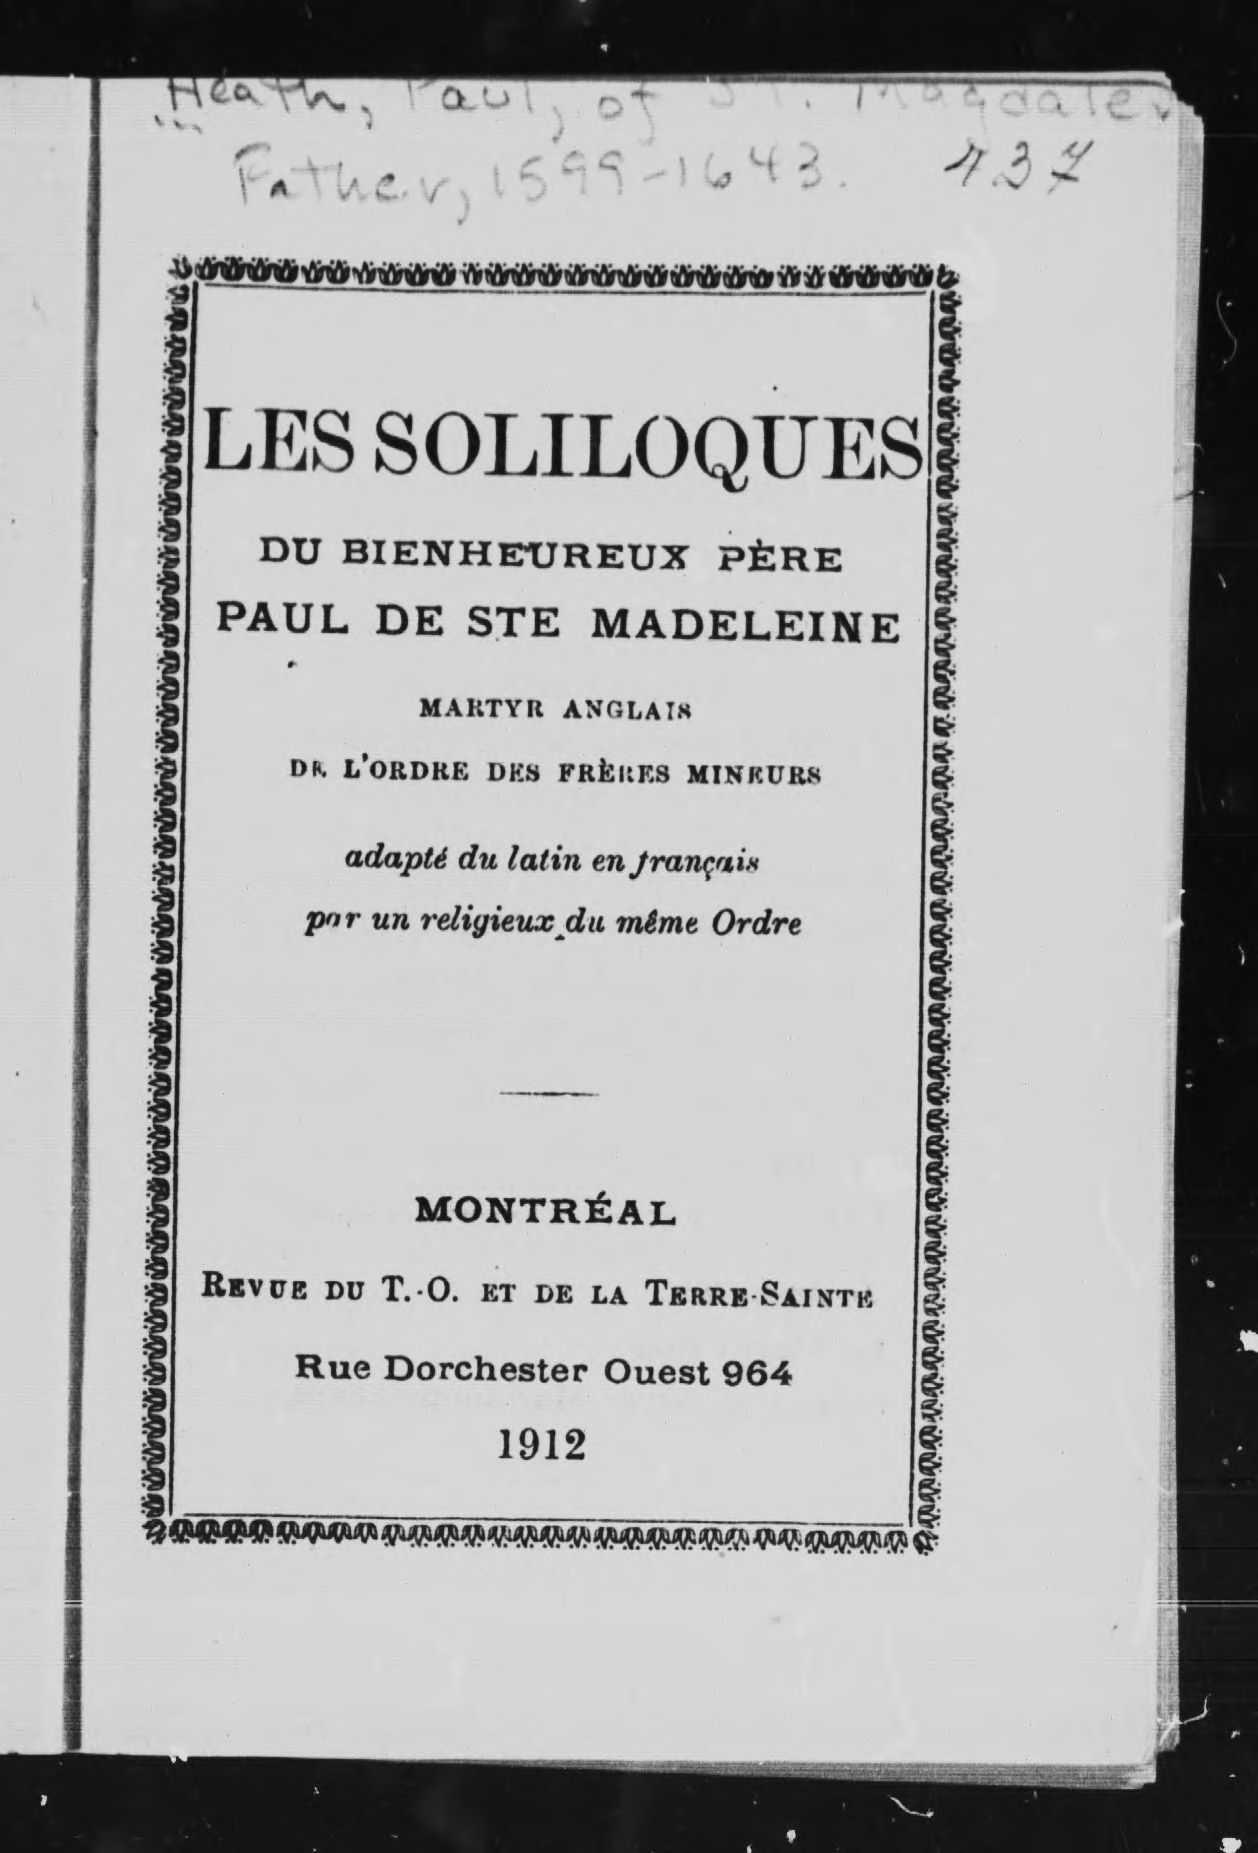 Heath, Paul, of St. Magdalen
Father, 1599-1643. 737
LES SOLILOQUES
DU BIENHEUREUX PÈRE
PAUL DE STE MADELEINE
MARTYR ANGLAIS
DE L'ORDRE DES FRÈRES MINEURS
adapté du latin en français
par un religieux du même Ordre
MONTRÉAL
REVUE DU T.-O. ET DE LA TERRE-SAINTE
Rue Dorchester Ouest 964
1912